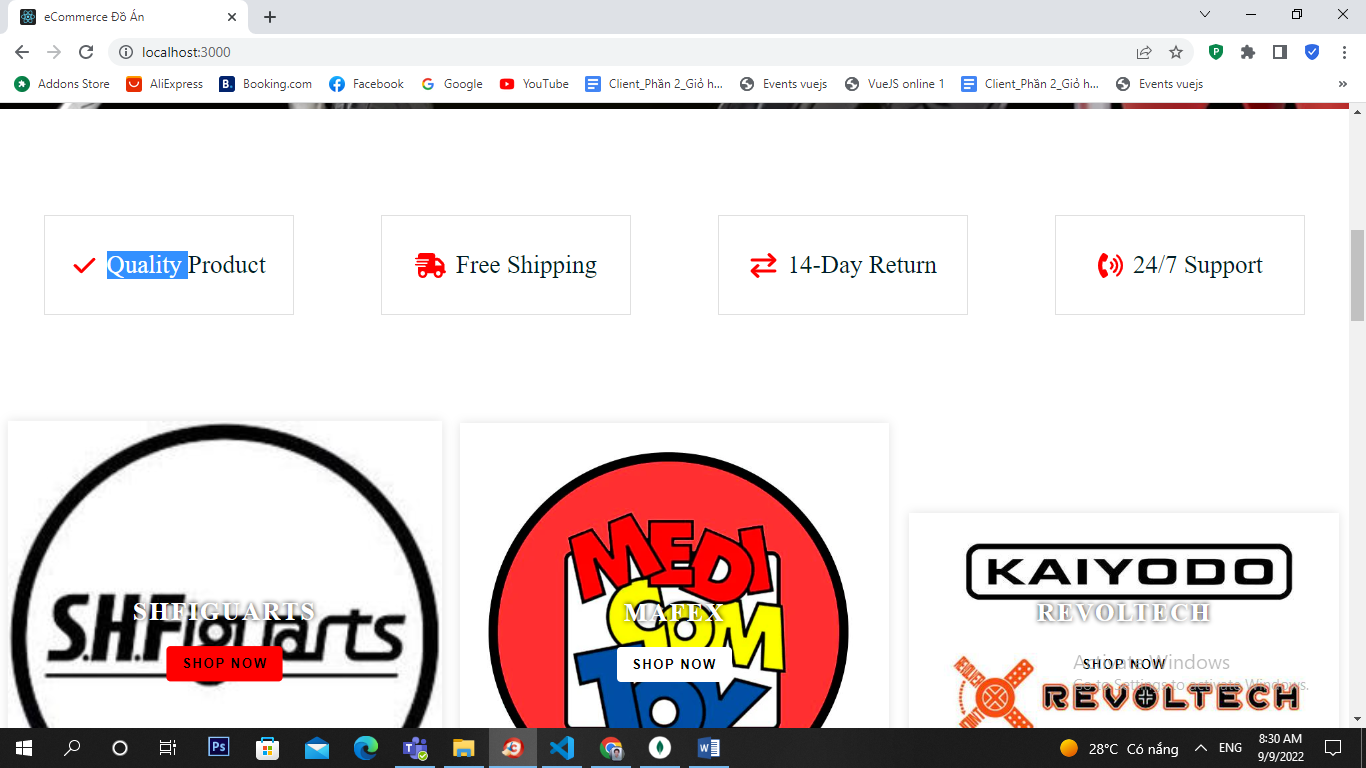 eCommerce Đồ Án
localhost:3000
Addons Store
AliExpress
Booking.com
Facebook
Google
YouTube
Client_Phần 2_Giỏ h...
Events vuejs
VueJS online 1
Client_Phần 2_Giỏ h...
Events vuejs
»
Quality Product
Free Shipping
14-Day Return
24/7 Support
S.H.Figuarts
SHFIGUARTS
SHOP NOW
MEDI
COM
TOY
MAFEX
SHOP NOW
KAIYODO
REVOLTECH
SHOP NOW
REVOLTECH
Activate Windows
Go to Settings to activate Windows.
28°C Có nắng
ENG
8:30 AM
9/9/2022